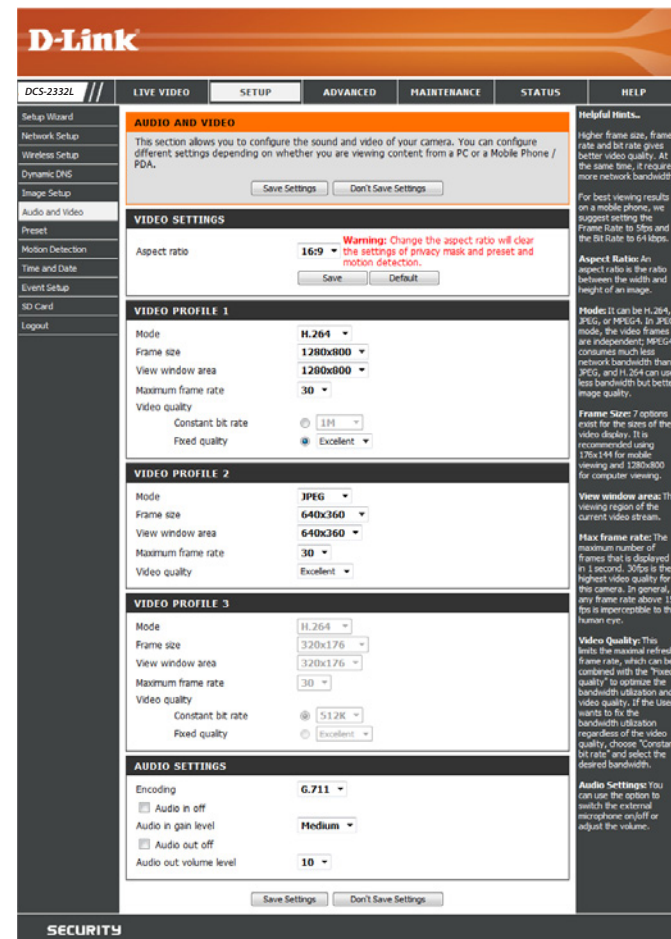 D-Link
DCS-2332L
LIVE VIDEO
SETUP
ADVANCED
MAINTENANCE
STATUS
HELP
Setup Wizard
Network Setup
Wireless Setup
Dynamic DNS
Image Setup
Audio and Video
Preset
Motion Detection
Time and Date
Event Setup
SD Card
Logout
AUDIO AND VIDEO
This section allows you to configure the sound and video of your camera. You can configure
different settings depending on whether you are viewing content from a PC or a Mobile Phone /
PDA.
Save Settings Don't Save Settings
VIDEO SETTINGS
Aspect ratio 16:9 Warning: Change the aspect ratio will clear
the settings of privacy mask and preset and
motion detection.
Save Default
VIDEO PROFILE 1
Mode H.264
Frame size 1280x800
View window area 1280x800
Maximum frame rate 30
Video quality
Constant bit rate 1M
Fixed quality Excellent
VIDEO PROFILE 2
Mode JPEG
Frame size 640x360
View window area 640x360
Maximum frame rate 30
Video quality Excellent
VIDEO PROFILE 3
Mode H.264
Frame size 320x176
View window area 320x176
Maximum frame rate 30
Video quality
Constant bit rate 512K
Fixed quality Excellent
AUDIO SETTINGS
Encoding G.711
Audio in off
Audio in gain level Medium
Audio out off
Audio out volume level 10
Save Settings Don't Save Settings
Helpful Hints..
Higher frame size, frame
rate and bit rate gives
better video quality. At
the same time, it require
more network bandwidth
For best viewing results
on a mobile phone, we
suggest setting the
Frame Rate to 5fps and
the Bit Rate to 64 kbps.
Aspect Ratio: An
aspect ratio is the ratio
between the width and
height of an image.
Mode: It can be H.264,
JPEG, or MPEG4. In JPEG
mode, the video frames
are independent; MPEG4
consumes much less
network bandwidth than
JPEG, and H.264 can use
less bandwidth but bette
image quality.
Frame Size: 7 options
exist for the sizes of the
video display. It is
recommended using
176x144 for mobile
viewing and 1280x800
for computer viewing.
View window area: Th
viewing region of the
current video stream.
Max frame rate: The
maximum number of
frames that is displayed
in 1 second. 30fps is the
highest video quality for
this camera. In general,
any frame rate above 15
fps is imperceptible to th
human eye.
Video Quality: This
limits the maximal refresh
frame rate, which can be
combined with the "Fixed
quality" to optimize the
bandwidth utilization and
video quality. If the User
wants to fix the
bandwidth utilization
regardless of the video
quality, choose "Constan
bit rate" and select the
desired bandwidth.
Audio Settings: You
can use the option to
switch the external
microphone on/off or
adjust the volume.
SECURITY